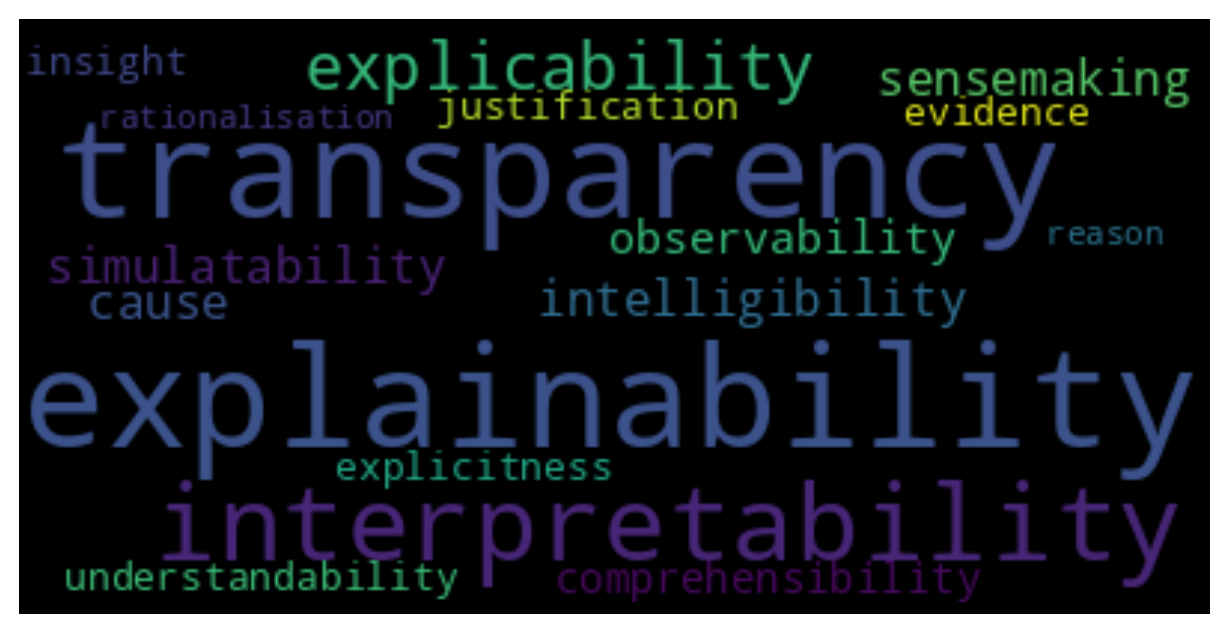 insight
explicability
sensemaking
rationalisation
justification
evidence
transparency
observability
reason
simulatability
cause
intelligibility
explainability
explicitness
interpretability
understandability
comprehensibility